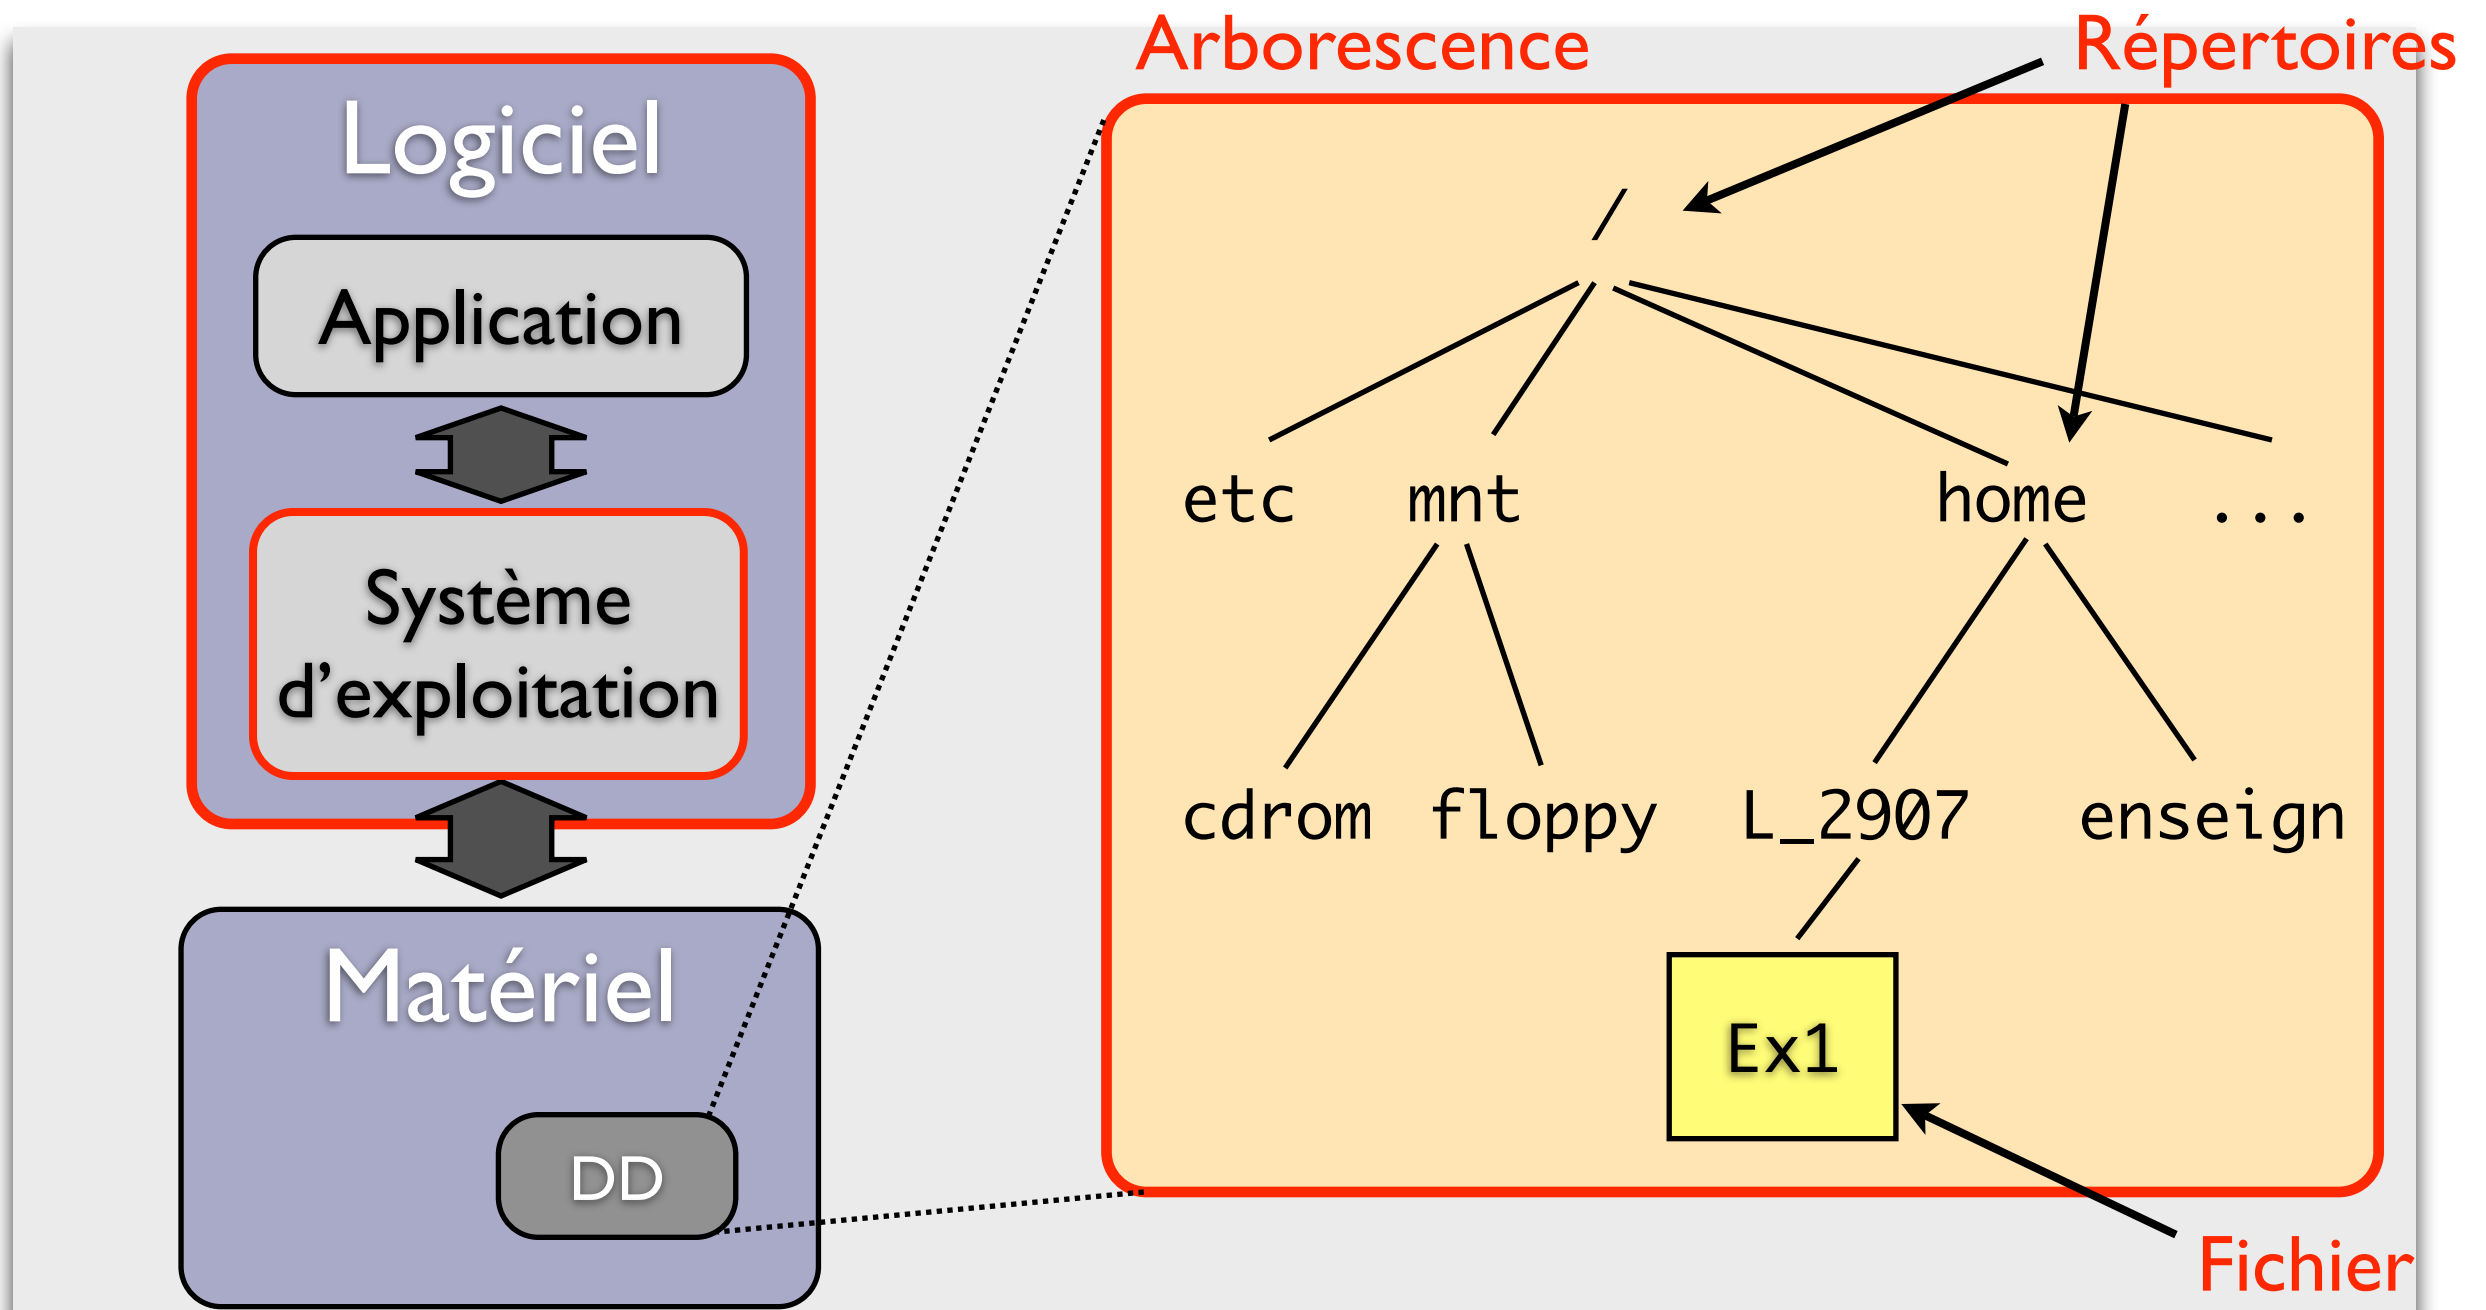 Arborescence
Répertoires
Logiciel
Application
Système
d’exploitation
Matériel
DD
/
etc mnt home ...
cdrom floppy L_2907 enseign
Ex1
Fichier